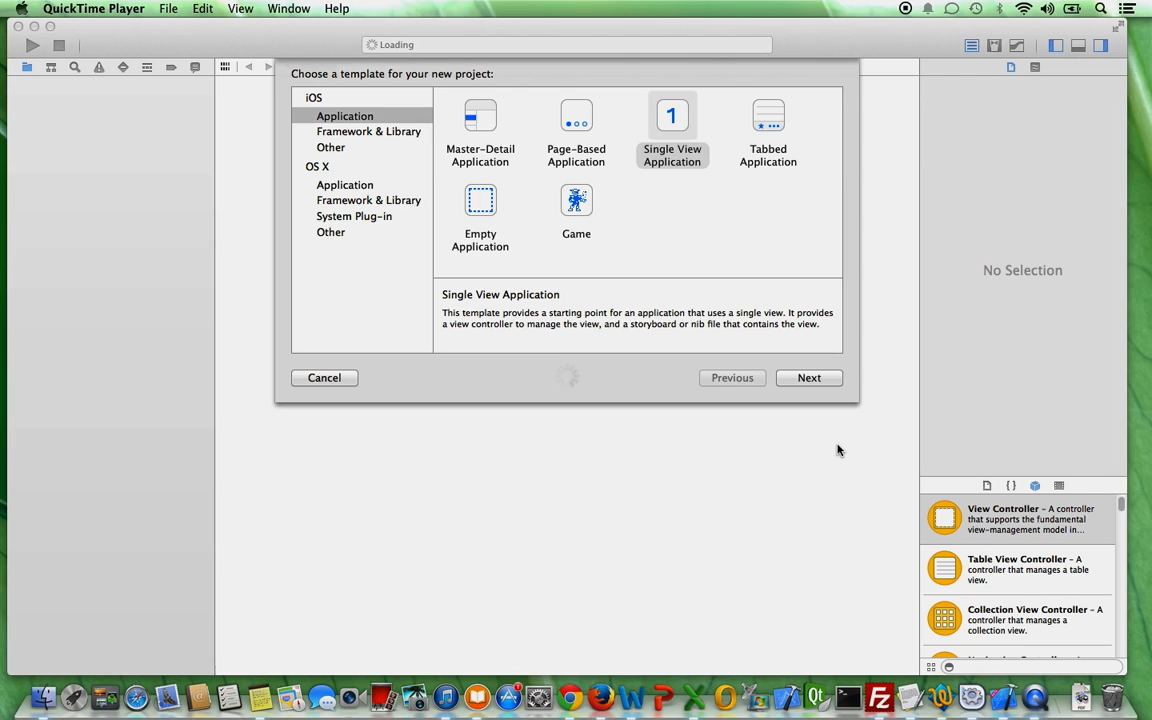 QuickTime Player File Edit View Window Help
Loading
Choose a template for your new project:
iOS
Application
Framework & Library
Other
OS X
Application
Framework & Library
System Plug-in
Other
1
Master-Detail
Application
Page-Based
Application
Single View
Application
Tabbed
Application
Empty
Application
Game
Single View Application
This template provides a starting point for an application that uses a single view. It provides
a view controller to manage the view, and a storyboard or nib file that contains the view.
Cancel
Previous
Next
No Selection
{ }
View Controller – A controller
that supports the fundamental
view-management model in...
Table View Controller – A
controller that manages a table
view.
Collection View Controller – A
controller that manages a
collection view.